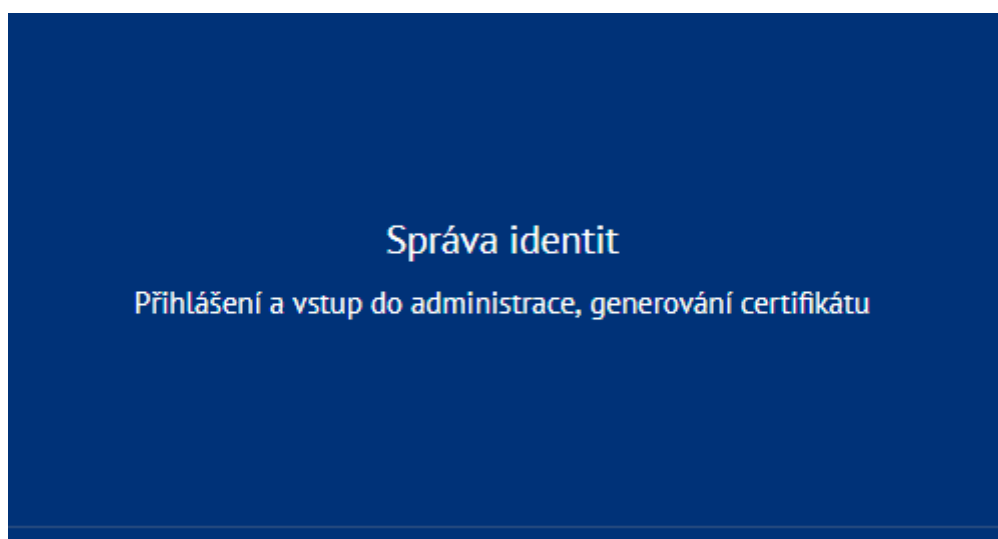 Správa identit
Přihlášení a vstup do administrace, generování certifikátu